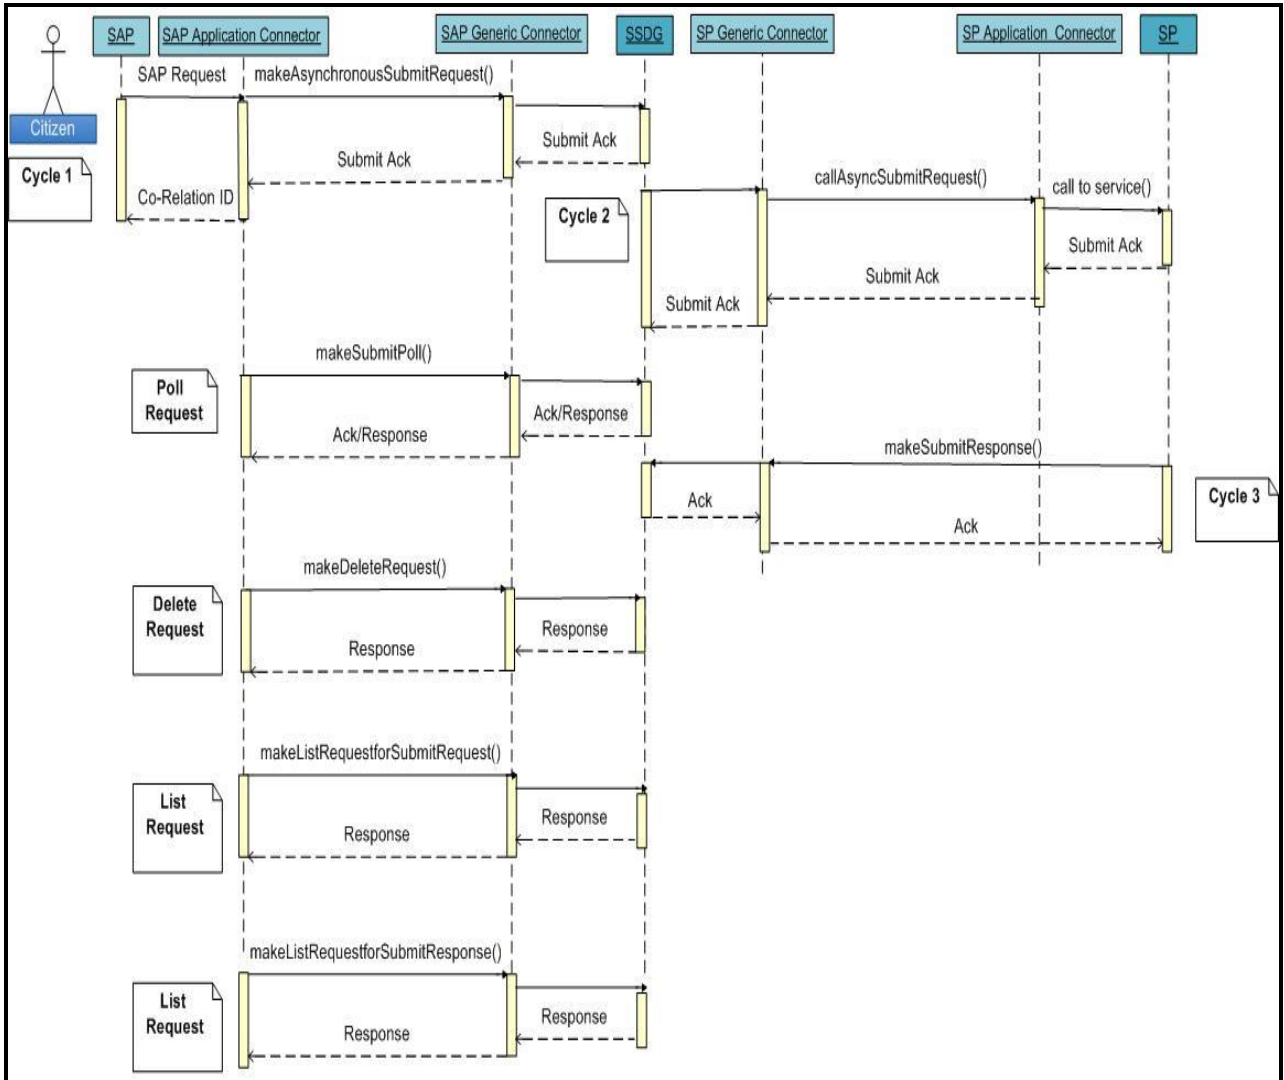 SAP
SAP Application Connector
SAP Generic Connector
SSDG
SP Generic Connector
SP Application Connector
SP
Citizen
SAP Request
makeAsynchronousSubmitRequest()
Submit Ack
Submit Ack
Cycle 1
Co-Relation ID
callAsyncSubmitRequest()
call to service()
Cycle 2
Submit Ack
Submit Ack
Submit Ack
makeSubmitPoll()
Poll
Request
Ack/Response
Ack/Response
makeSubmitResponse()
Ack
Ack
Cycle 3
makeDeleteRequest()
Delete
Request
Response
Response
makeListRequestforSubmitRequest()
List
Request
Response
Response
makeListRequestforSubmitResponse()
List
Request
Response
Response